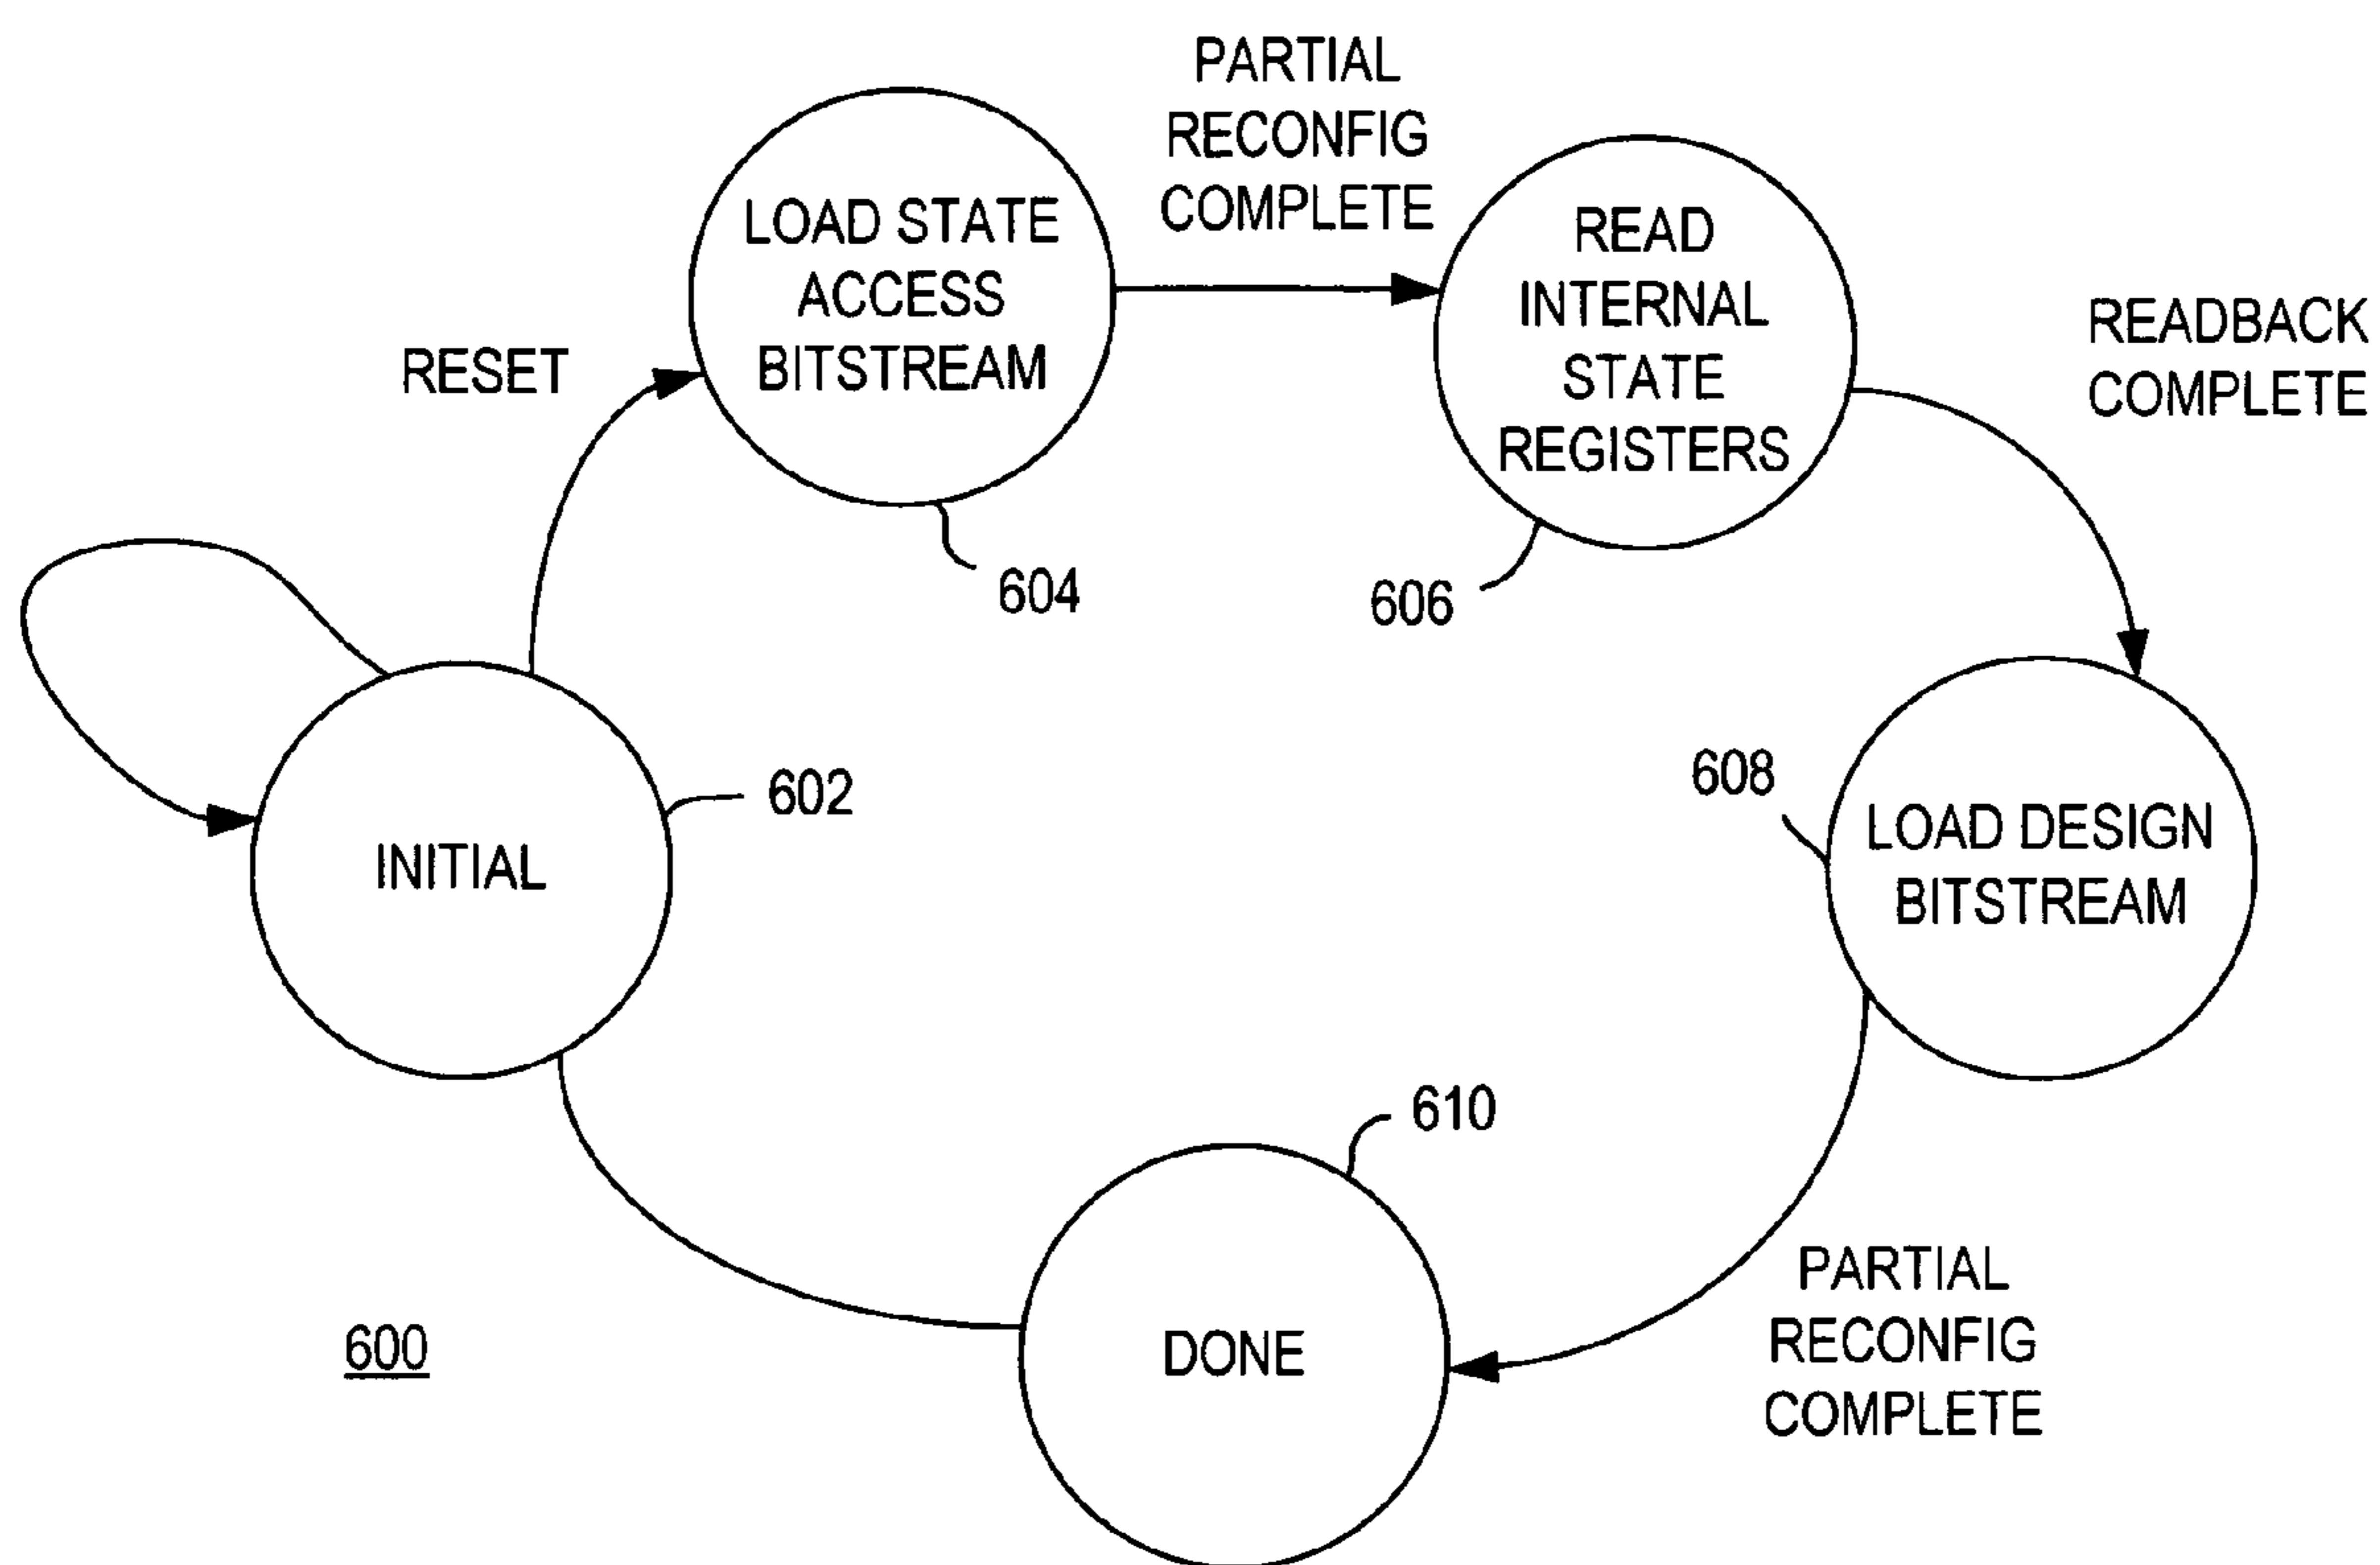 PARTIAL
RECONFIG
COMPLETE
LOAD STATE
ACCESS
BITSTREAM
READ
INTERNAL
STATE
REGISTERS
READBACK
COMPLETE
RESET
604
606
602
INITIAL
608
LOAD DESIGN
BITSTREAM
610
DONE
PARTIAL
RECONFIG
COMPLETE
600